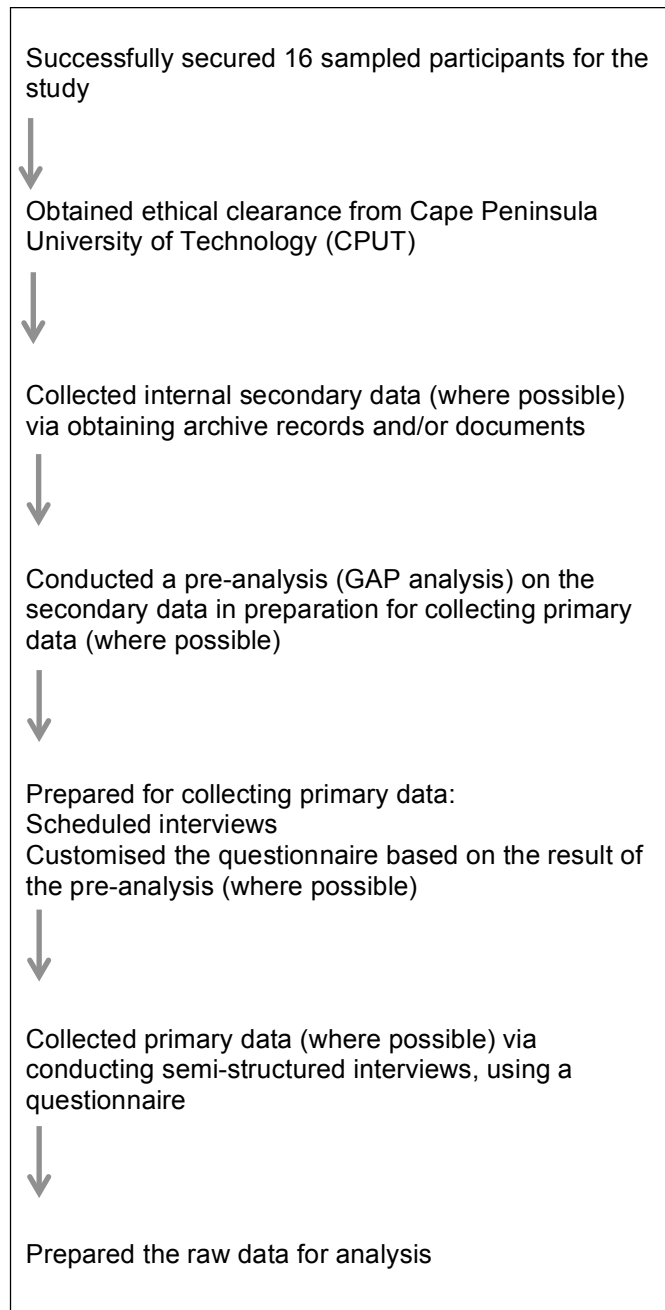 Successfully secured 16 sampled participants for the
study
Obtained ethical clearance from Cape Peninsula
University of Technology (CPUT)
Collected internal secondary data (where possible)
via obtaining archive records and/or documents
Conducted a pre-analysis (GAP analysis) on the
secondary data in preparation for collecting primary
data (where possible)
Prepared for collecting primary data:
Scheduled interviews
Customised the questionnaire based on the result of
the pre-analysis (where possible)
Collected primary data (where possible) via
conducting semi-structured interviews, using a
questionnaire
Prepared the raw data for analysis